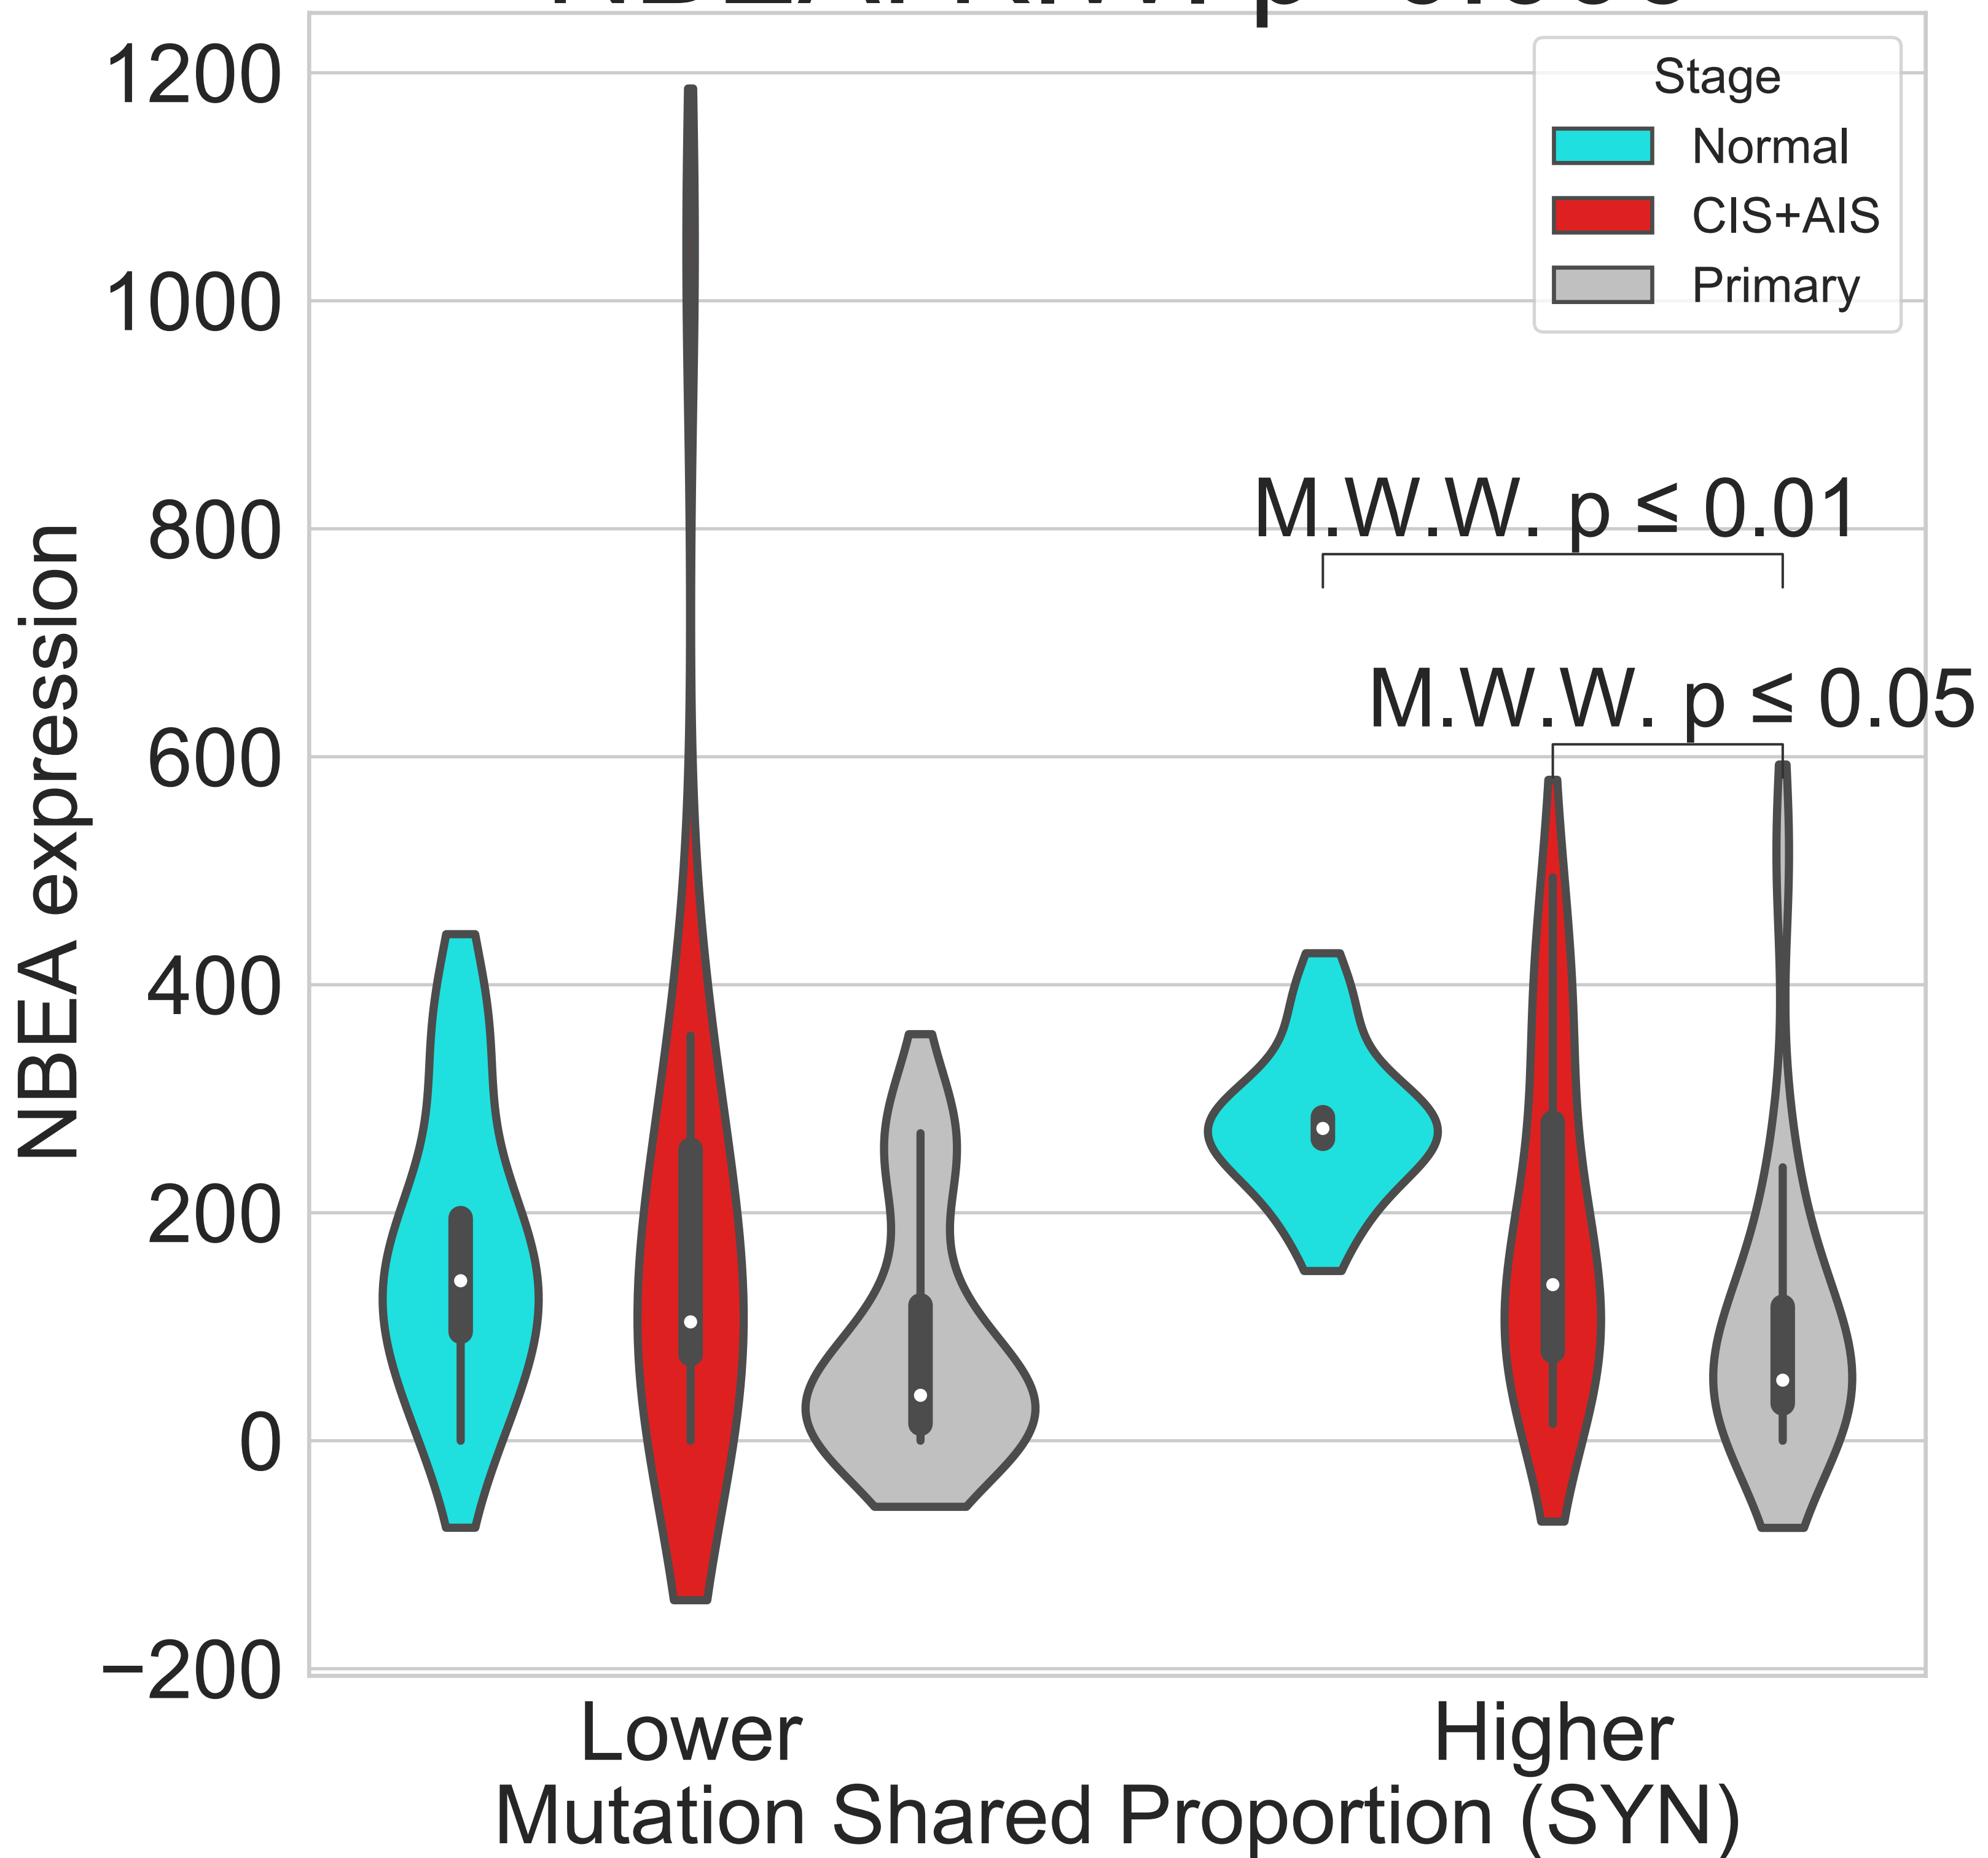 1200
1000
800
600
400
200
0
−200
NBEA expression
Stage
Normal
CIS+AIS
Primary
M.W.W. p ≤ 0.01
M.W.W. p ≤ 0.05
Lower
Higher
Mutation Shared Proportion (SYN)